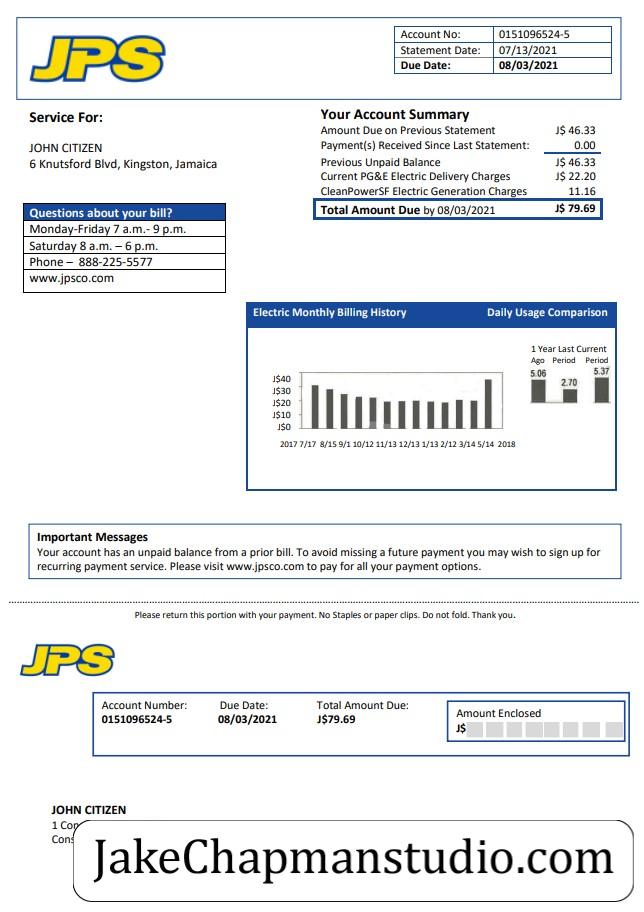 JPS
Account No: 0151096524-5
Statement Date: 07/13/2021
Due Date: 08/03/2021
Service For:
JOHN CITIZEN
6 Knutsford Blvd, Kingston, Jamaica
Your Account Summary
Amount Due on Previous Statement J$ 46.33
Payment(s) Received Since Last Statement: 0.00
Previous Unpaid Balance J$ 46.33
Current PG&E Electric Delivery Charges J$ 22.20
CleanPowerSF Electric Generation Charges 11.16
Total Amount Due by 08/03/2021 J$ 79.69
Questions about your bill?
Monday-Friday 7 a.m.- 9 p.m.
Saturday 8 a.m. – 6 p.m.
Phone – 888-225-5577
www.jpsco.com
Electric Monthly Billing History Daily Usage Comparison
1 Year Last Current
Ago Period Period
5.06 2.70 5.37
J$40
J$30
J$20
J$10
J$0
2017 7/17 8/15 9/1 10/12 11/13 12/13 1/13 2/12 3/14 5/14 2018
Important Messages
Your account has an unpaid balance from a prior bill. To avoid missing a future payment you may wish to sign up for
recurring payment service. Please visit www.jpsco.com to pay for all your payment options.
Please return this portion with your payment. No Staples or paper clips. Do not fold. Thank you.
JPS
Account Number: Due Date: Total Amount Due:
0151096524-5 08/03/2021 J$79.69
Amount Enclosed
J$
JOHN CITIZEN
1
JakeChapmanstudio.com